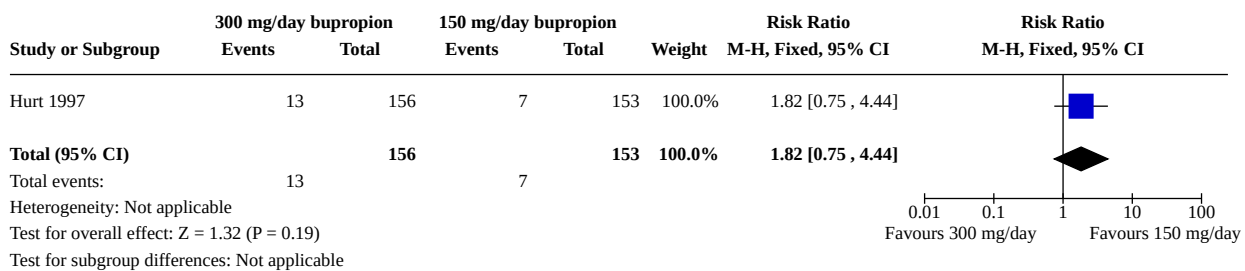 300 mg/day bupropion 150 mg/day bupropion Risk Ratio Risk Ratio
Study or Subgroup Events Total Events Total Weight M-H, Fixed, 95% CI M-H, Fixed, 95% CI
Hurt 1997 13 156 7 153 100.0% 1.82 [0.75 , 4.44]
Total (95% CI) 156 153 100.0% 1.82 [0.75 , 4.44]
Total events: 13 7
Heterogeneity: Not applicable
0.01 0.1 1 10 100
Test for overall effect: Z = 1.32 (P = 0.19) Favours 300 mg/day Favours 150 mg/day
Test for subgroup differences: Not applicable